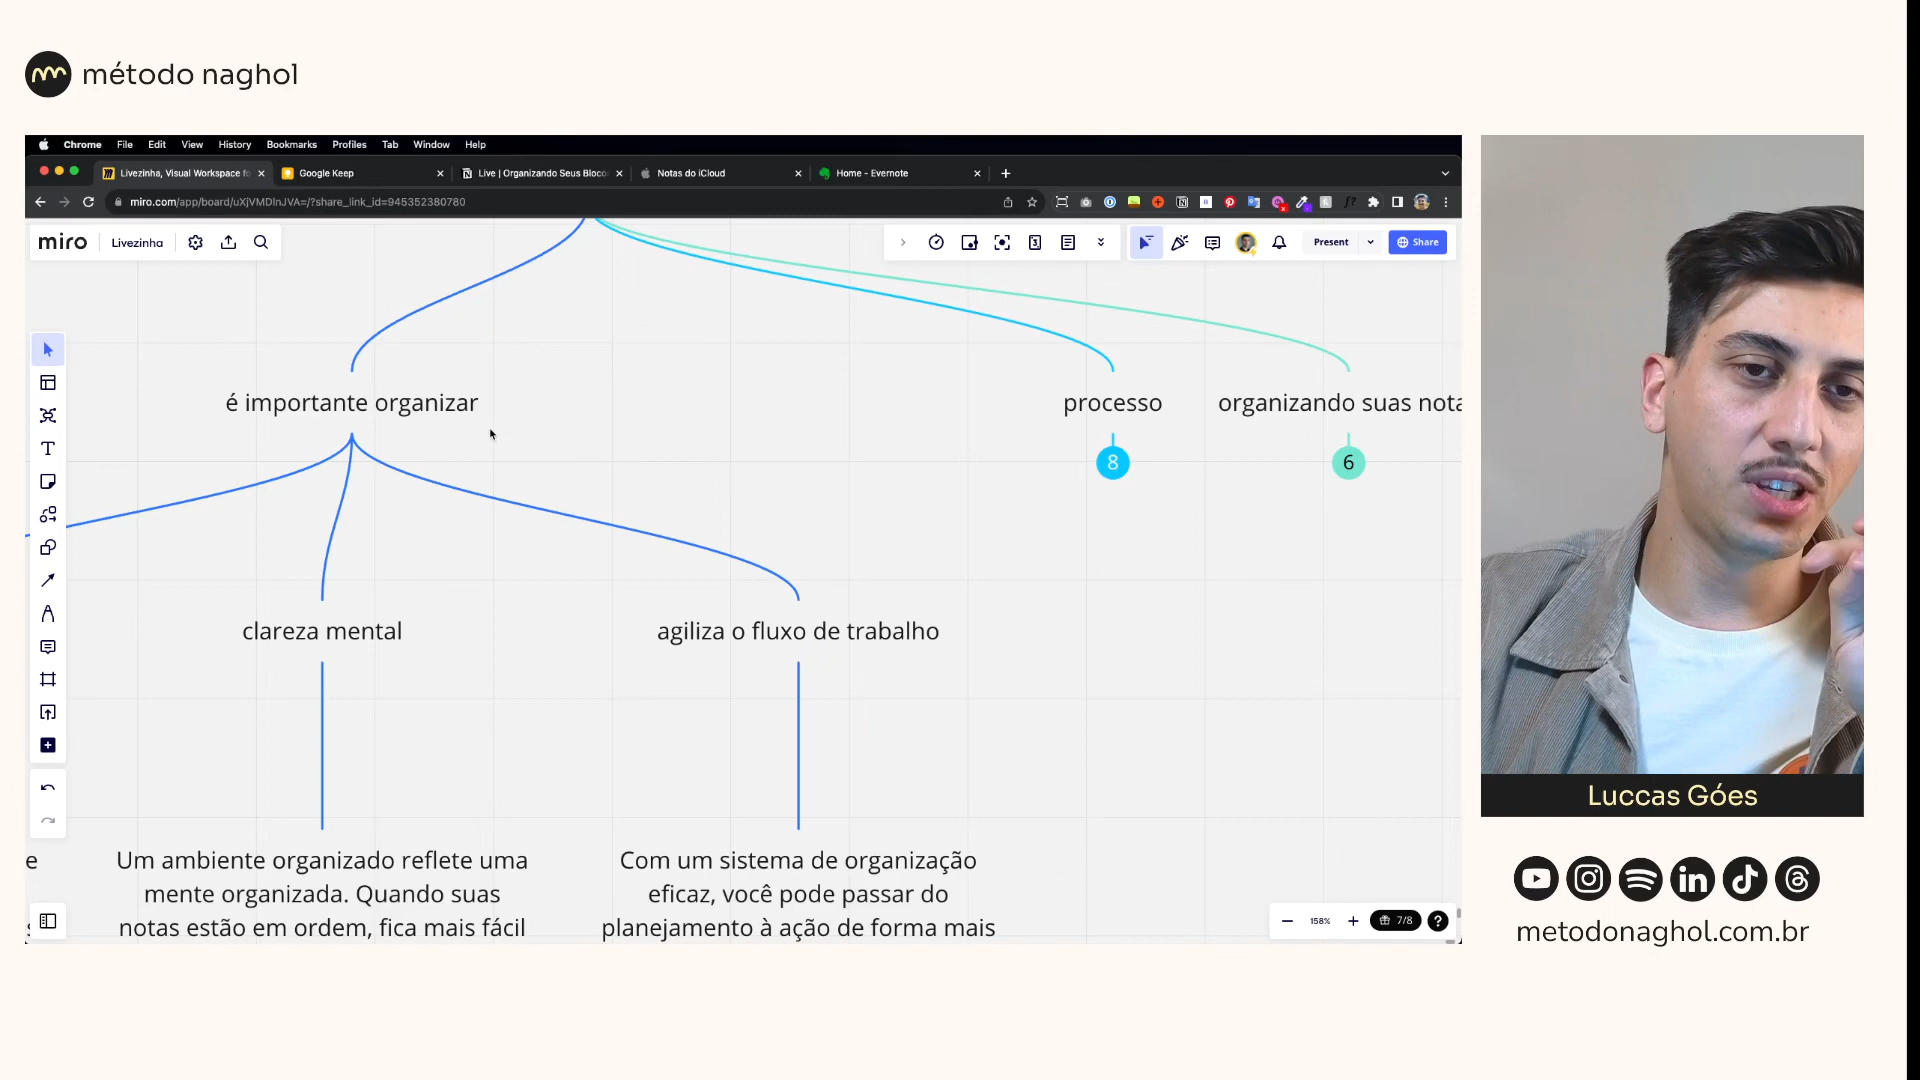 método naghol
Chrome File Edit View History Bookmarks Profiles Tab Window Help
Livezinha, Visual Workspace fo
Google Keep
Live | Organizando Seus Bloco
Notas do iCloud
Home - Evernote
miro.com/app/board/uXjVMDlnJVA=/?share_link_id=945352380780
miro Livezinha
Present
Share
é importante organizar
processo
organizando suas nota
8
6
clareza mental
agiliza o fluxo de trabalho
e
Um ambiente organizado reflete uma
mente organizada. Quando suas
notas estão em ordem, fica mais fácil
Com um sistema de organização
eficaz, você pode passar do
planejamento à ação de forma mais
158%
7/8
Luccas Góes
metodonaghol.com.br